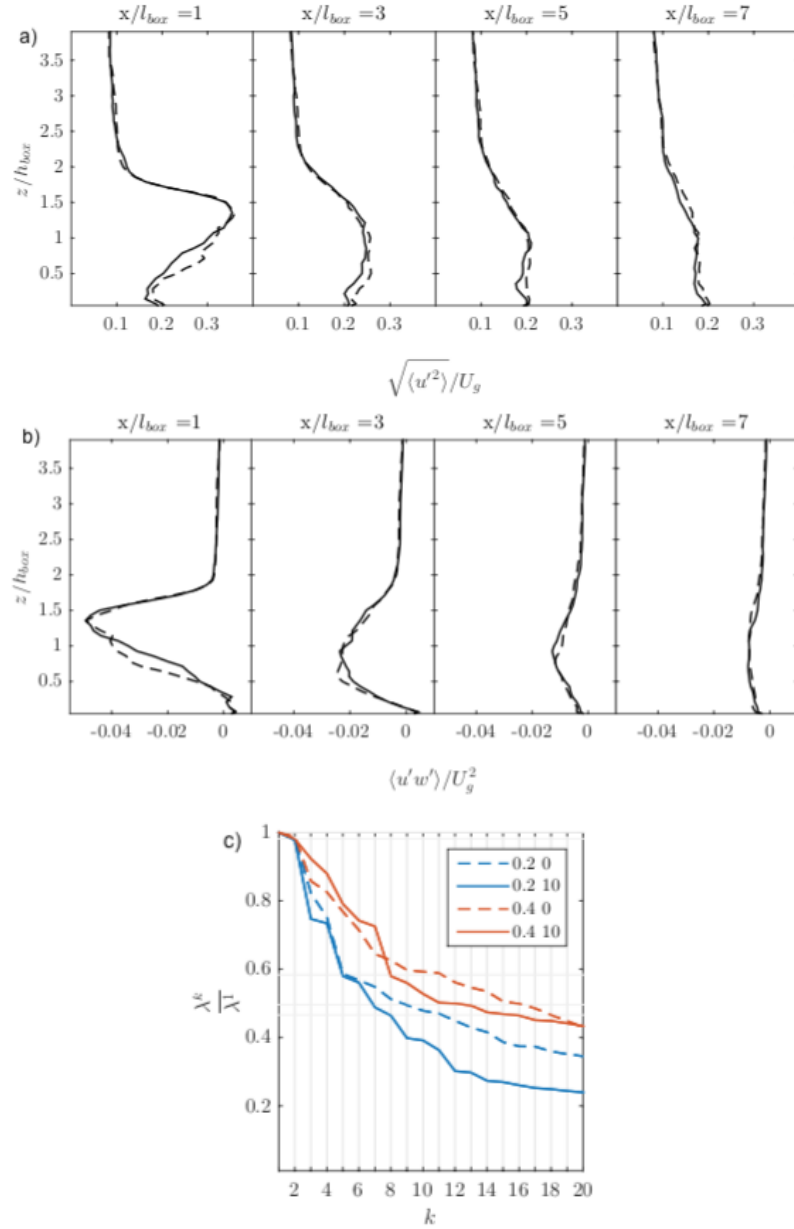 a)
x/l_box =1 x/l_box =3 x/l_box =5 x/l_box =7
3.5
3
2.5
2
1.5
1
0.5
z/h_box
0.1 0.2 0.3 0.1 0.2 0.3 0.1 0.2 0.3 0.1 0.2 0.3
√⟨u′²⟩/U_g
b)
x/l_box =1 x/l_box =3 x/l_box =5 x/l_box =7
3.5
3
2.5
2
1.5
1
0.5
z/h_box
-0.04 -0.02 0 -0.04 -0.02 0 -0.04 -0.02 0 -0.04 -0.02 0
⟨u′w′⟩/U_g²
c)
1
0.8
0.6
0.4
0.2
λ^k/λ^1
0.2 0
0.2 10
0.4 0
0.4 10
2 4 6 8 10 12 14 16 18 20
k